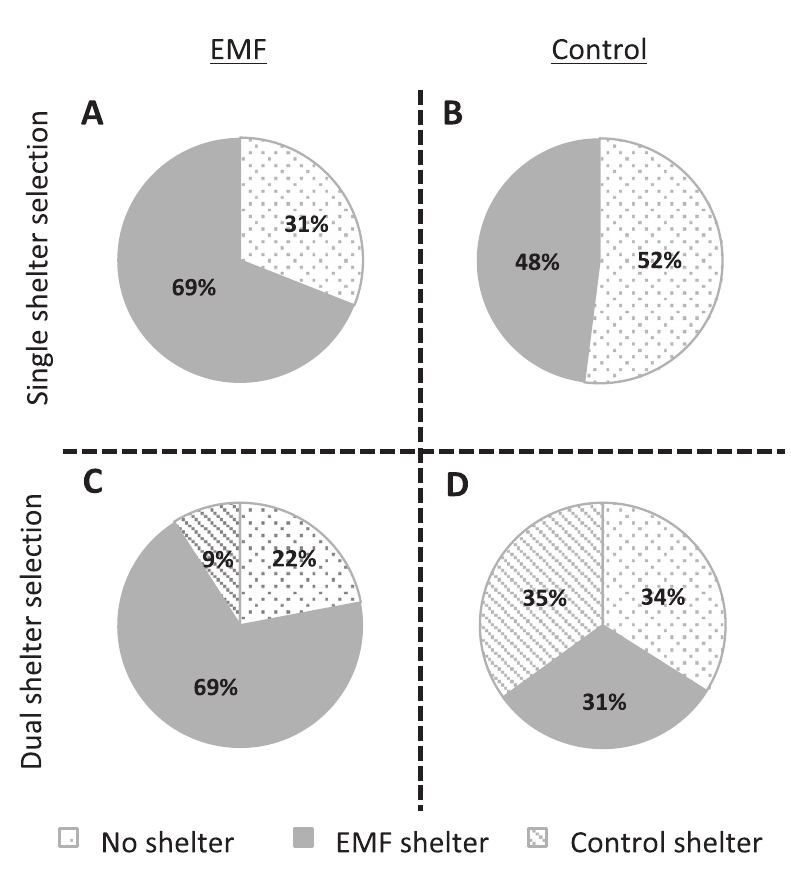 EMF Control
A B
Single shelter selection
31%
69%
48% 52%
C D
Dual shelter selection
9% 22%
69%
35% 34%
31%
No shelter EMF shelter Control shelter